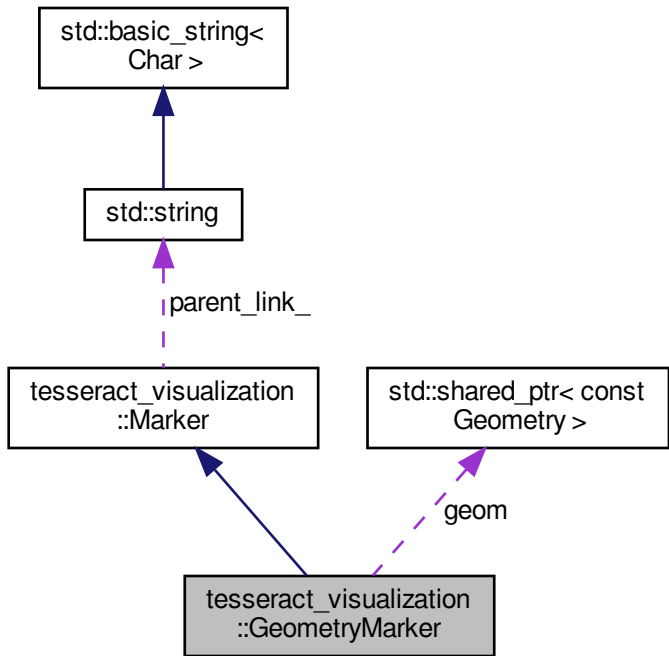 std::basic_string<
Char >
std::string
parent_link_
tesseract_visualization
::Marker
std::shared_ptr< const
Geometry >
geom
tesseract_visualization
::GeometryMarker